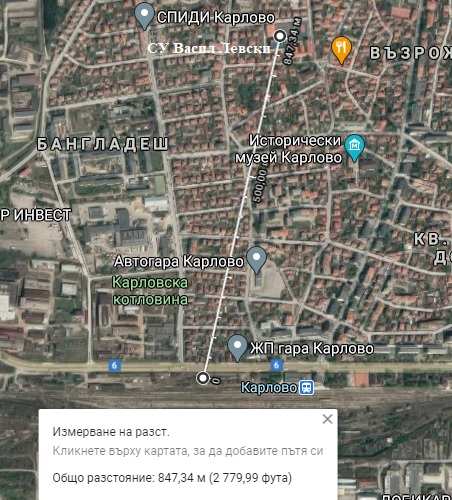 СПИДИ Карлово
СУ Васил Левски
847,34 м
ВЪЗРОЖ
БАНГЛАДЕШ
Исторически
музей Карлово
500,00
Р ИНВЕСТ
КВ.
Автогара Карлово
Карловска
котловина
ЖП гара Карлово
6
6
0
Карлово
Измерване на разст.
Кликнете върху картата, за да добавите пътя си
Общо разстояние: 847,34 м (2 779,99 фута)